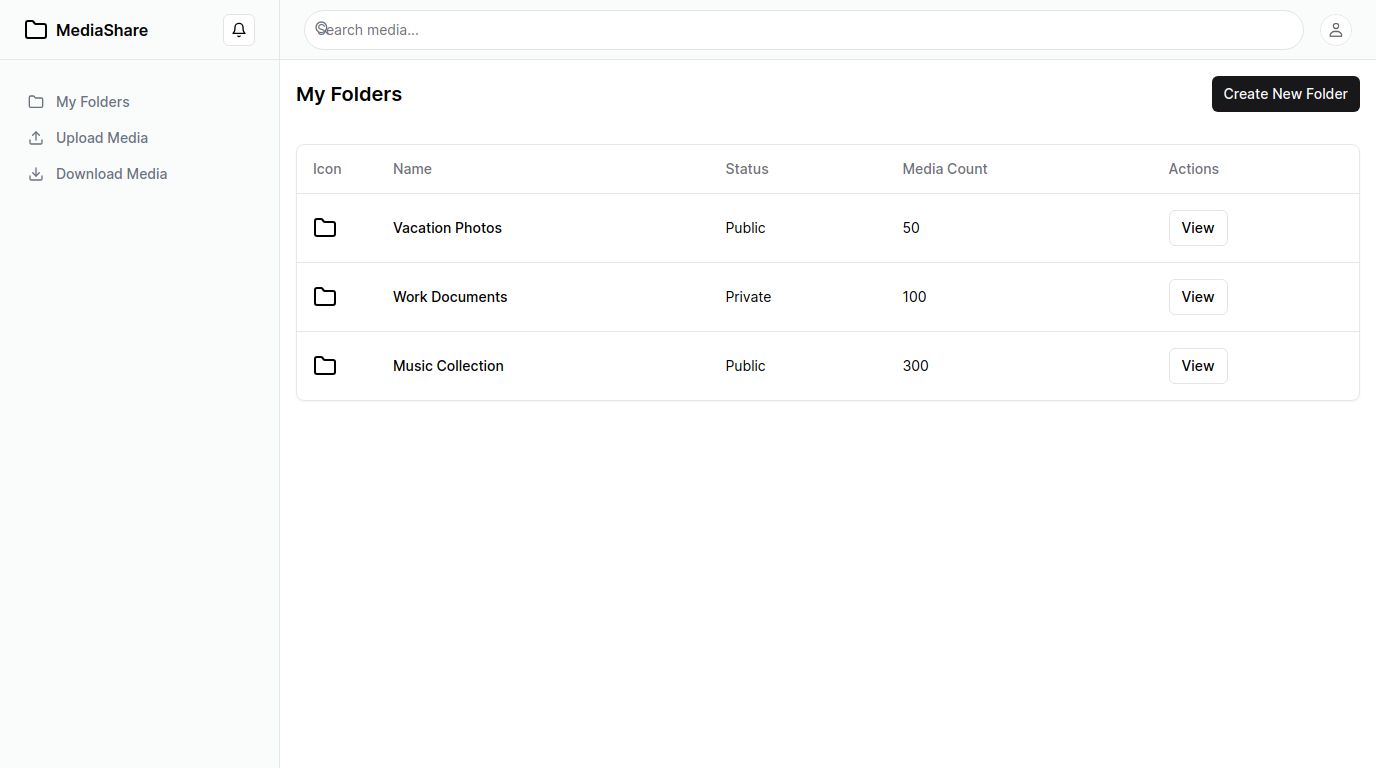 MediaShare
Search media...
My Folders
Upload Media
Download Media
My Folders
Create New Folder
Icon Name Status Media Count Actions
Vacation Photos Public 50 View
Work Documents Private 100 View
Music Collection Public 300 View